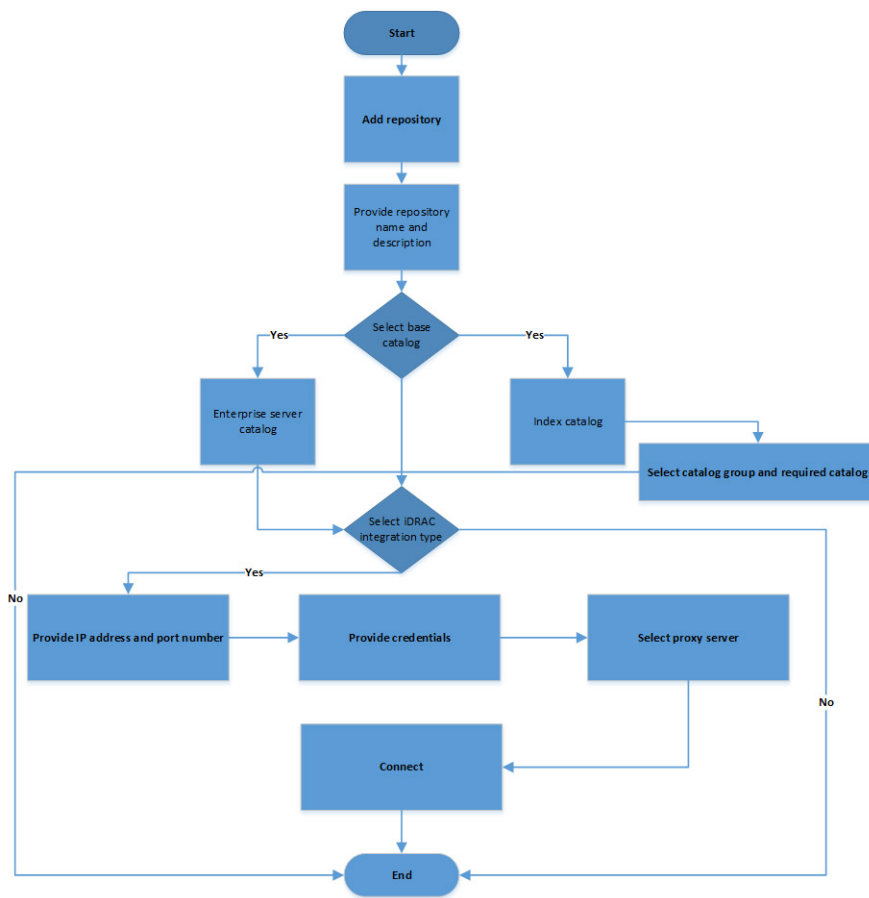 Start
Add repository
Provide repository
name and
description
Select base
catalog
Yes
Yes
Enterprise server
catalog
Index catalog
Select catalog group and required catalog
Select iDRAC
integration type
Yes
No
Provide IP address and port number
Provide credentials
Select proxy server
No
Connect
End